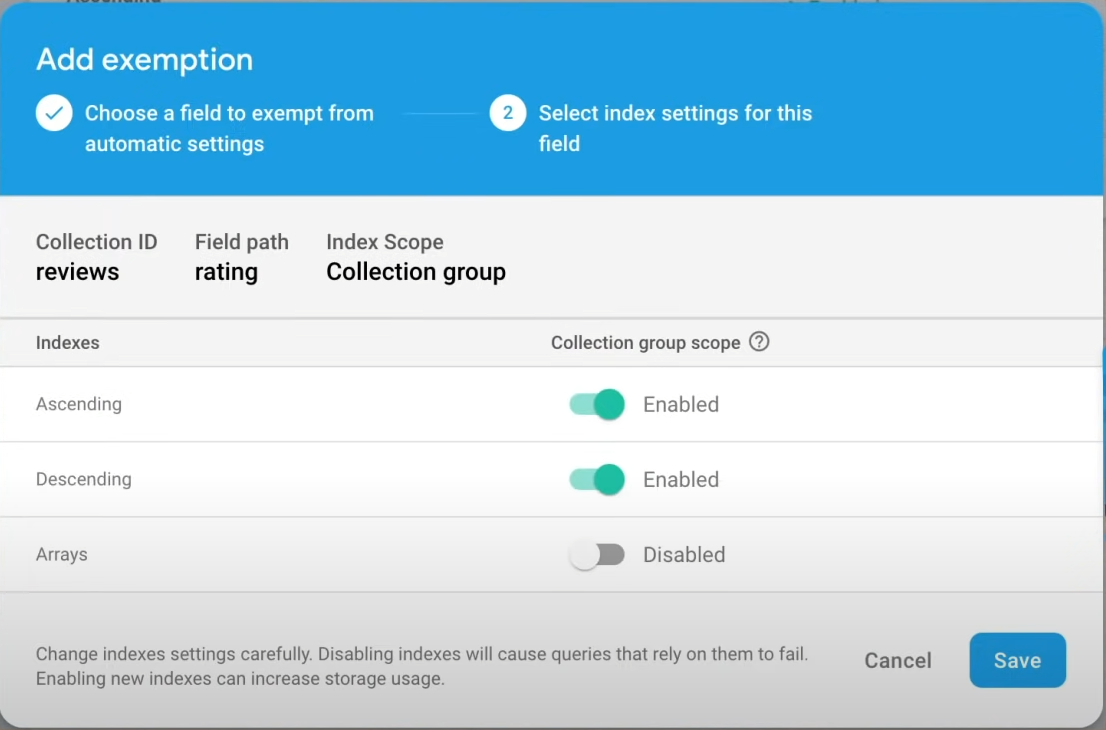 Add exemption
Choose a field to exempt from
automatic settings
2
Select index settings for this
field
Collection ID
reviews
Field path
rating
Index Scope
Collection group
Indexes
Collection group scope ?
Ascending
Enabled
Descending
Enabled
Arrays
Disabled
Change indexes settings carefully. Disabling indexes will cause queries that rely on them to fail.
Enabling new indexes can increase storage usage.
Cancel
Save